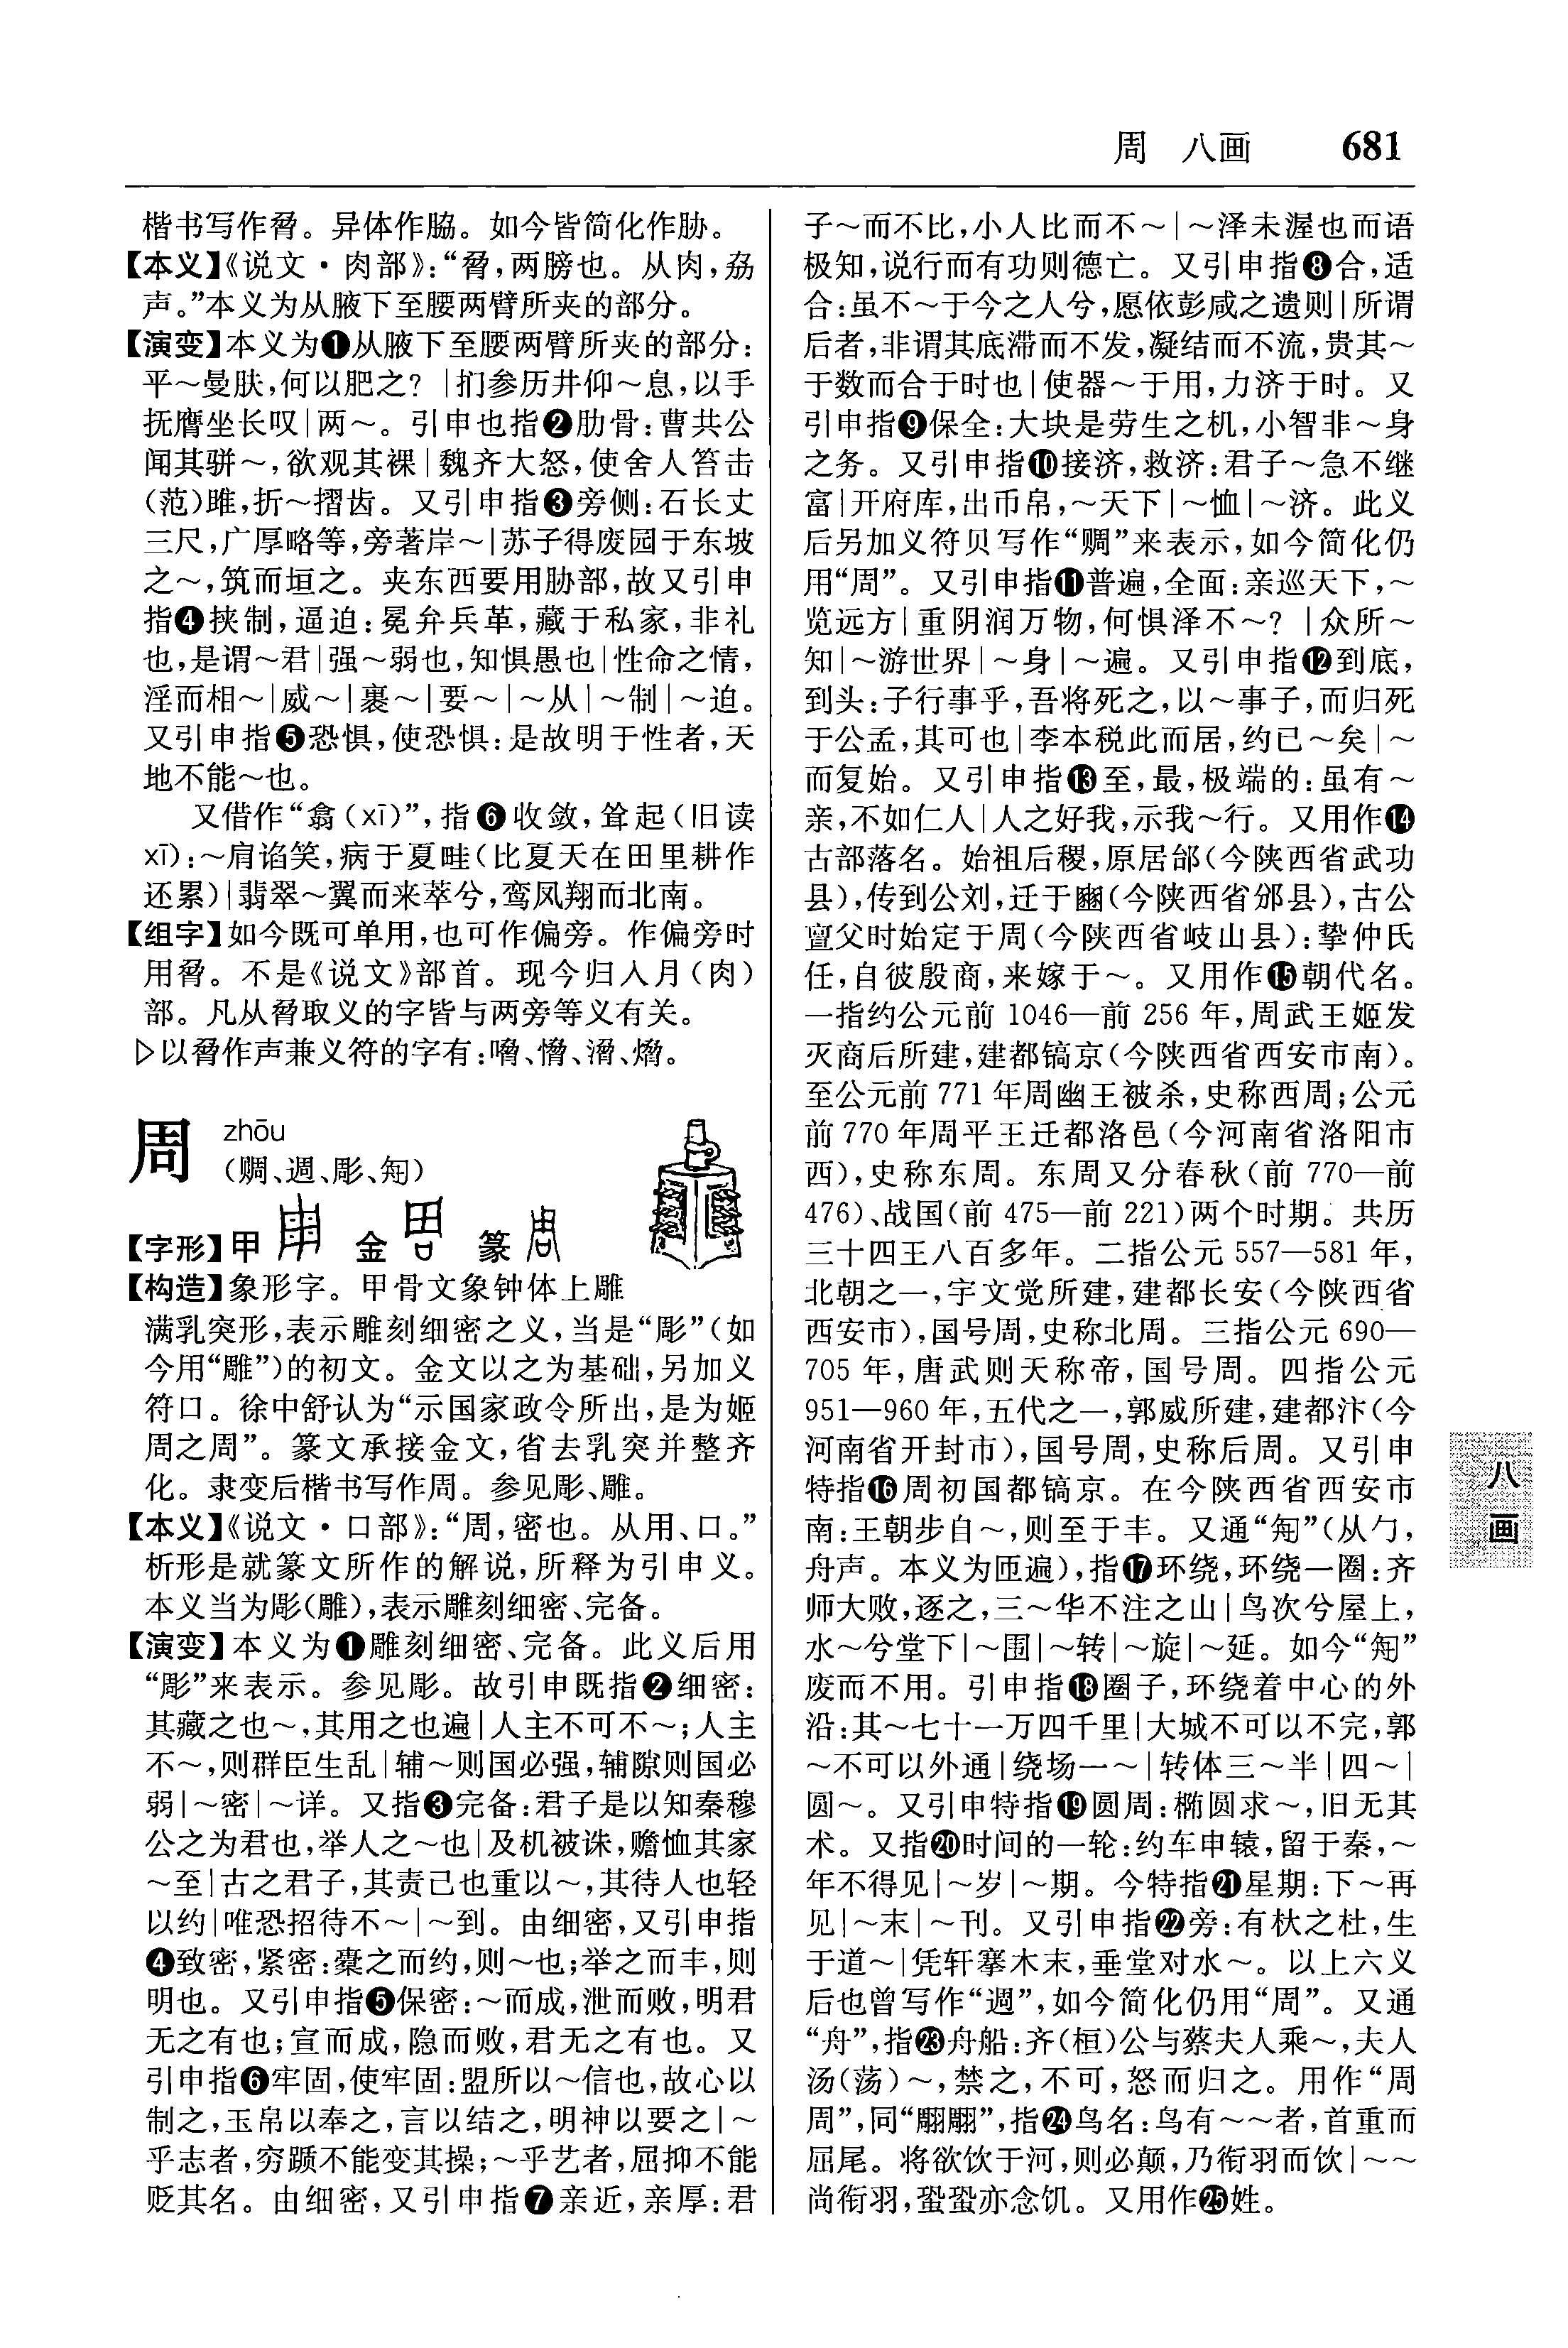 周 八画 681
楷书写作脅。异体作脇。如今皆简化作胁。
【本义】《说文·肉部》：“脅，两膀也。从肉，劦
声。”本义为从腋下至腰两臂所夹的部分。
【演变】本义为❶从腋下至腰两臂所夹的部分：
平～曼肤，何以肥之？|扪参历井仰～息，以手
抚膺坐长叹|两～。引申也指❷肋骨：曹共公
闻其骈～，欲观其裸|魏齐大怒，使舍人笞击
(范)雎，折～摺齿。又引申指❸旁侧：石长丈
三尺，广厚略等，旁著岸～|苏子得废园于东坡
之～，筑而垣之。夹东西要用胁部，故又引申
指❹挟制，逼迫：冕弁兵革，藏于私家，非礼
也，是谓～君|强～弱也，知惧愚也|性命之情，
淫而相～|威～|裹～|要～|～从|～制|～迫。
又引申指❺恐惧，使恐惧：是故明于性者，天
地不能～也。
又借作“翕(xī)”，指❻收敛，耸起(旧读
xī)：～肩谄笑，病于夏畦(比夏天在田里耕作
还累)|翡翠～翼而来萃兮，鸾凤翔而北南。
【组字】如今既可单用，也可作偏旁。作偏旁时
用脅。不是《说文》部首。现今归入月(肉)
部。凡从脅取义的字皆与两旁等义有关。
▷以脅作声兼义符的字有：嗋、愶、潝、熁。
周 zhōu
(赒、週、彫、匊)
【字形】甲 金 篆
【构造】象形字。甲骨文象钟体上雕
满乳突形，表示雕刻细密之义，当是“彫”(如
今用“雕”)的初文。金文以之为基础，另加义
符口。徐中舒认为“示国家政令所出，是为姬
周之周”。篆文承接金文，省去乳突并整齐
化。隶变后楷书写作周。参见彫、雕。
【本义】《说文·口部》：“周，密也。从用、口。”
析形是就篆文所作的解说，所释为引申义。
本义当为彫(雕)，表示雕刻细密、完备。
【演变】本义为❶雕刻细密、完备。此义后用
“彫”来表示。参见彫。故引申既指❷细密：
其藏之也～，其用之也遍|人主不可不～；人主
不～，则群臣生乱|辅～则国必强，辅隙则国必
弱|～密|～详。又指❸完备：君子是以知秦穆
公之为君也，举人之～也|及机被诛，赡恤其家
～至|古之君子，其责己也重以～，其待人也轻
以约|唯恐招待不～|～到。由细密，又引申指
❹致密，紧密：橐之而约，则～也；举之而丰，则
明也。又引申指❺保密：～而成，泄而败，明君
无之有也；宣而成，隐而败，君无之有也。又
引申指❻牢固，使牢固：盟所以～信也，故心以
制之，玉帛以奉之，言以结之，明神以要之|～
乎志者，穷踬不能变其操；～乎艺者，屈抑不能
贬其名。由细密，又引申指❼亲近，亲厚：君
子～而不比，小人比而不～|～泽未渥也而语
极知，说行而有功则德亡。又引申指❽合，适
合：虽不～于今之人兮，愿依彭咸之遗则|所谓
后者，非谓其底滞而不发，凝结而不流，贵其～
于数而合于时也|使器～于用，力济于时。又
引申指❾保全：大块是劳生之机，小智非～身
之务。又引申指❿接济，救济：君子～急不继
富|开府库，出币帛，～天下|～恤|～济。此义
后另加义符贝写作“赒”来表示，如今简化仍
用“周”。又引申指⓫普遍，全面：亲巡天下，～
览远方|重阴润万物，何惧泽不～？|众所～
知|～游世界|～身|～遍。又引申指⓬到底，
到头：子行事乎，吾将死之，以～事子，而归死
于公孟，其可也|李本税此而居，约已～矣|～
而复始。又引申指⓭至，最，极端的：虽有～
亲，不如仁人|人之好我，示我～行。又用作⓮
古部落名。始祖后稷，原居邰(今陕西省武功
县)，传到公刘，迁于豳(今陕西省邠县)，古公
亶父时始定于周(今陕西省岐山县)：挚仲氏
任，自彼殷商，来嫁于～。又用作⓯朝代名。
一指约公元前 1046—前 256 年，周武王姬发
灭商后所建，建都镐京(今陕西省西安市南)。
至公元前 771 年周幽王被杀，史称西周；公元
前 770 年周平王迁都洛邑(今河南省洛阳市
西)，史称东周。东周又分春秋(前 770—前
476)、战国(前 475—前 221)两个时期。共历
三十四王八百多年。二指公元 557—581 年，
北朝之一，宇文觉所建，建都长安(今陕西省
西安市)，国号周，史称北周。三指公元 690—
705 年，唐武则天称帝，国号周。四指公元
951—960 年，五代之一，郭威所建，建都汴(今
河南省开封市)，国号周，史称后周。又引申
特指⓰周初国都镐京。在今陕西省西安市
南：王朝步自～，则至于丰。又通“匊”(从勹，
舟声。本义为匝遍)，指⓱环绕，环绕一圈：齐
师大败，逐之，三～华不注之山|鸟次兮屋上，
水～兮堂下|～围|～转|～旋|～延。如今“匊”
废而不用。引申指⓲圈子，环绕着中心的外
沿：其～七十一万四千里|大城不可以不完，郭
～不可以外通|绕场一～|转体三～半|四～|
圆～。又引申特指⓳圆周：椭圆求～，旧无其
术。又指⓴时间的一轮：约车申辕，留于秦，～
年不得见|～岁|～期。今特指㉑星期：下～再
见|～末|～刊。又引申指㉒旁：有杕之杜，生
于道～|凭轩搴木末，垂堂对水～。以上六义
后也曾写作“週”，如今简化仍用“周”。又通
“舟”，指㉓舟船：齐(桓)公与蔡夫人乘～，夫人
汤(荡)～，禁之，不可，怒而归之。用作“周
周”，同“翢翢”，指㉔鸟名：鸟有～～者，首重而
屈尾。将欲饮于河，则必颠，乃衔羽而饮|～～
尚衔羽，蛩蛩亦念饥。又用作㉕姓。
八画